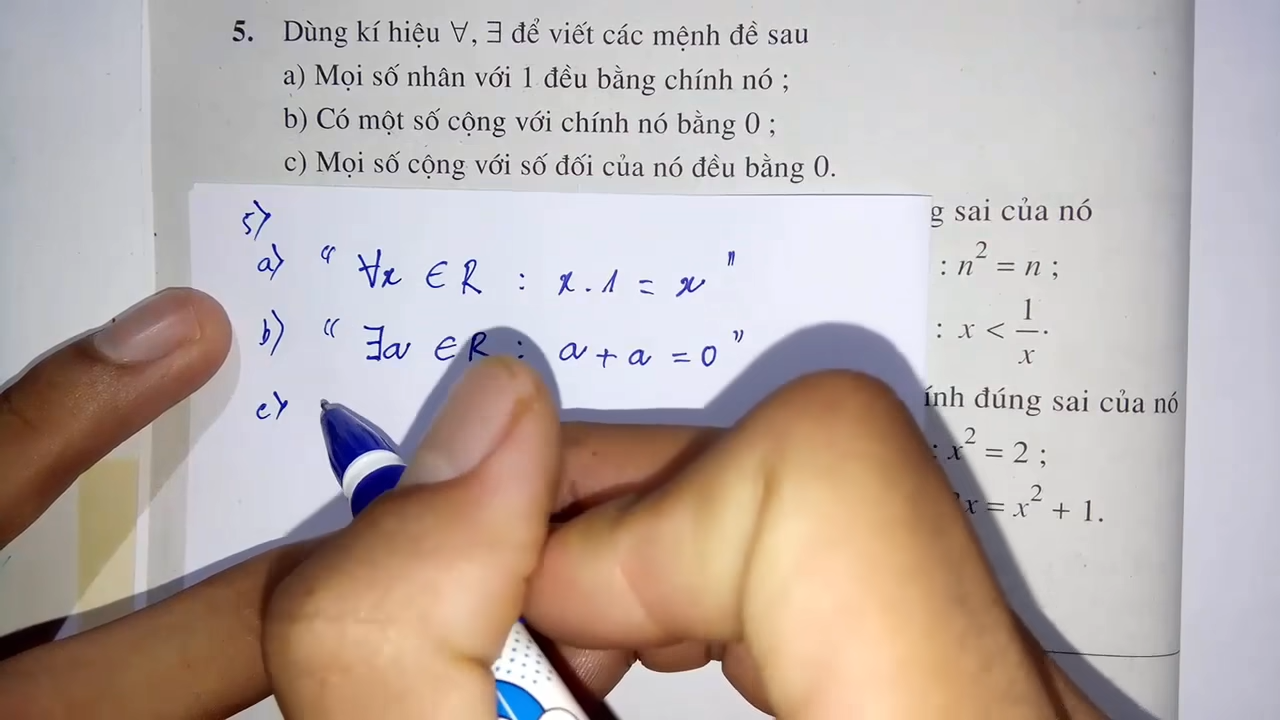 5. Dùng kí hiệu ∀, ∃ để viết các mệnh đề sau
a) Mọi số nhân với 1 đều bằng chính nó ;
b) Có một số cộng với chính nó bằng 0 ;
c) Mọi số cộng với số đối của nó đều bằng 0.
5)
a) " ∀x ∈ R : x . 1 = x "
b) " ∃a ∈ R : a + a = 0 "
c)
sai của nó
: n² = n ;
: x < 1/x .
đúng sai của nó
: x² = 2 ;
x = x² + 1.